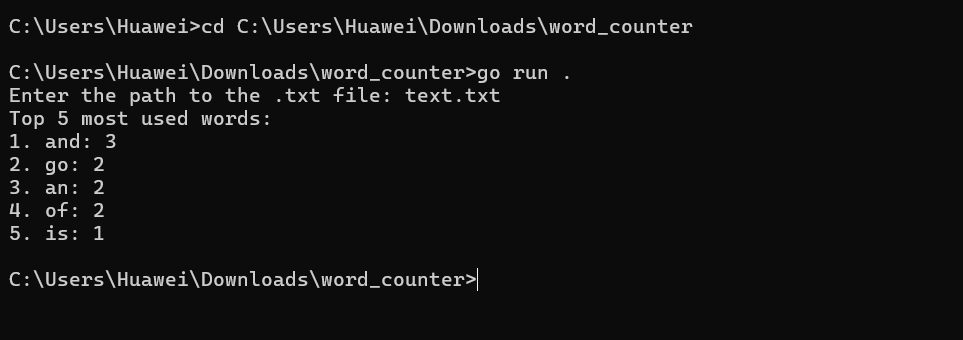 C:\Users\Huawei>cd C:\Users\Huawei\Downloads\word_counter
C:\Users\Huawei\Downloads\word_counter>go run .
Enter the path to the .txt file: text.txt
Top 5 most used words:
1. and: 3
2. go: 2
3. an: 2
4. of: 2
5. is: 1
C:\Users\Huawei\Downloads\word_counter>